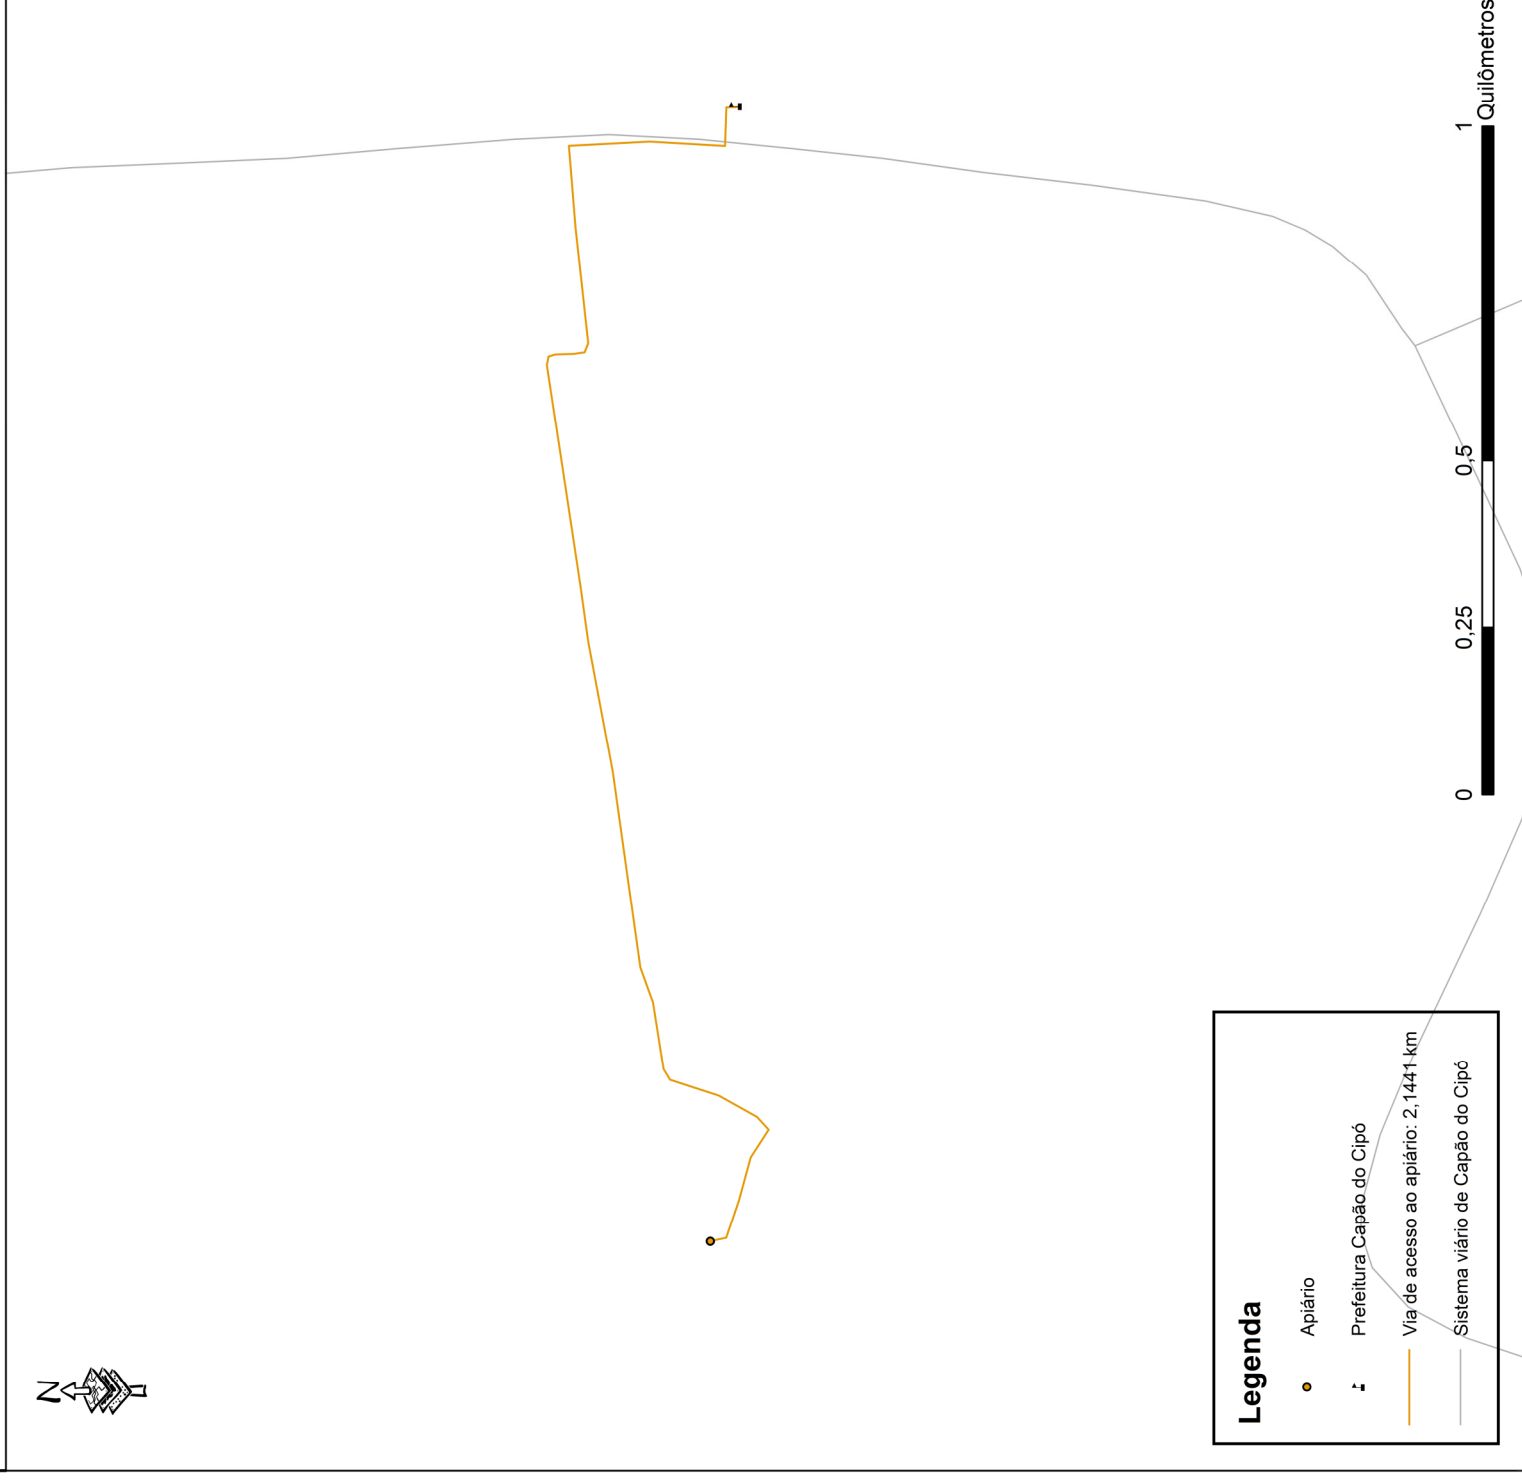 N
Legenda
Apiário
Prefeitura Capão do Cipó
Via de acesso ao apiário: 2,1441 km
Sistema viário de Capão do Cipó
0 0,25 0,5 1
Quilômetros